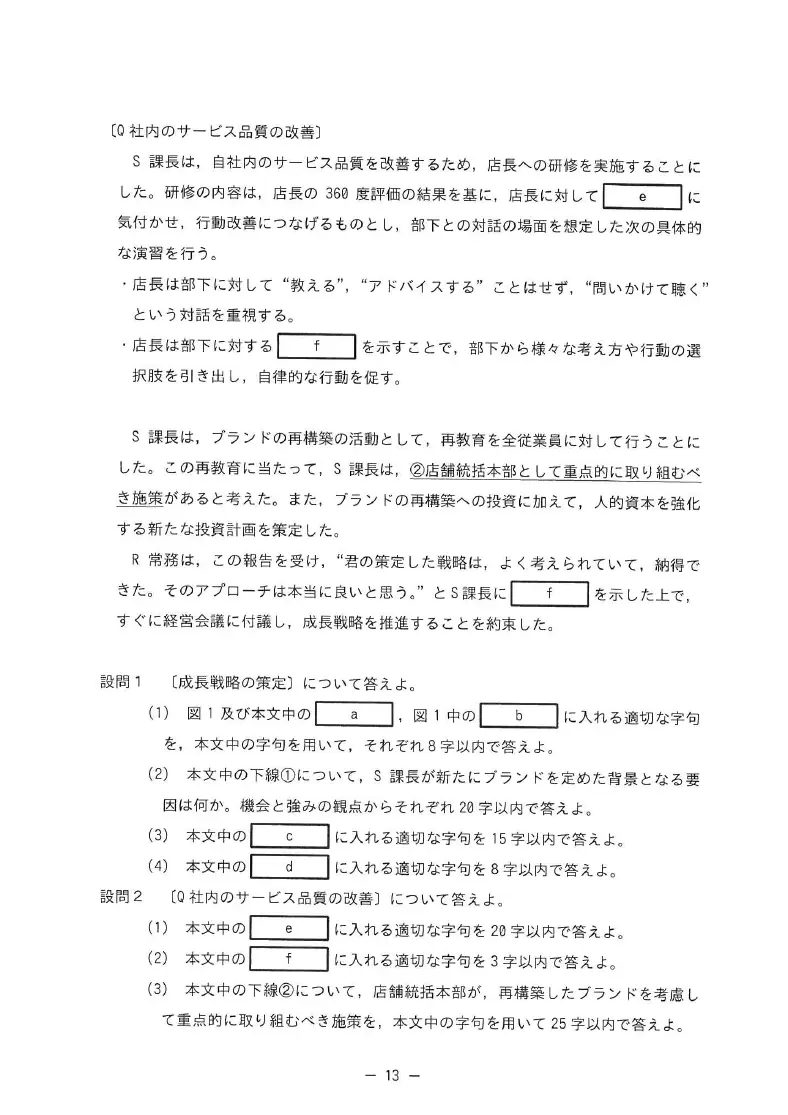 〔Q 社内のサービス品質の改善〕
S 課長は，自社内のサービス品質を改善するため，店長への研修を実施することに
した。研修の内容は，店長の 360 度評価の結果を基に，店長に対して e に
気付かせ，行動改善につなげるものとし，部下との対話の場面を想定した次の具体的
な演習を行う。
・店長は部下に対して“教える”，“アドバイスする”ことはせず，“問いかけて聴く”
という対話を重視する。
・店長は部下に対する f を示すことで，部下から様々な考え方や行動の選
択肢を引き出し，自律的な行動を促す。
S 課長は，ブランドの再構築の活動として，再教育を全従業員に対して行うことに
した。この再教育に当たって，S 課長は，②店舗統括本部として重点的に取り組むべ
き施策があると考えた。また，ブランドの再構築への投資に加えて，人的資本を強化
する新たな投資計画を策定した。
R 常務は，この報告を受け，“君の策定した戦略は，よく考えられていて，納得で
きた。そのアプローチは本当に良いと思う。”とS課長に f を示した上で，
すぐに経営会議に付議し，成長戦略を推進することを約束した。
設問1 〔成長戦略の策定〕について答えよ。
(1) 図1及び本文中の a ，図1中の b に入れる適切な字句
を，本文中の字句を用いて，それぞれ8字以内で答えよ。
(2) 本文中の下線①について，S 課長が新たにブランドを定めた背景となる要
因は何か。機会と強みの観点からそれぞれ 20 字以内で答えよ。
(3) 本文中の c に入れる適切な字句を 15 字以内で答えよ。
(4) 本文中の d に入れる適切な字句を 8 字以内で答えよ。
設問2 〔Q 社内のサービス品質の改善〕について答えよ。
(1) 本文中の e に入れる適切な字句を 20 字以内で答えよ。
(2) 本文中の f に入れる適切な字句を 3 字以内で答えよ。
(3) 本文中の下線②について，店舗統括本部が，再構築したブランドを考慮し
て重点的に取り組むべき施策を，本文中の字句を用いて 25 字以内で答えよ。
－ 13 －